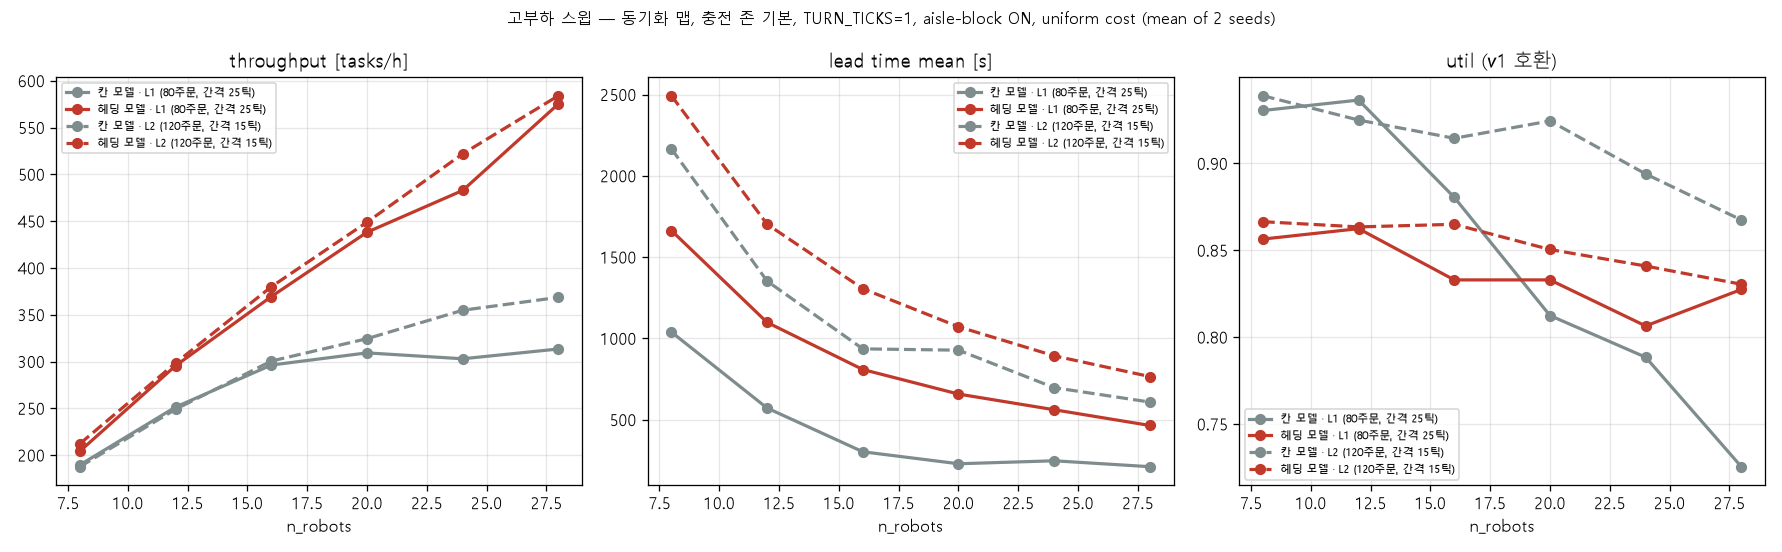 고부하 스윕 — 동기화 맵, 충전 존 기본, TURN_TICKS=1, aisle-block ON, uniform cost (mean of 2 seeds)
throughput [tasks/h]
600
550
500
450
400
350
300
250
200
칸 모델 · L1 (80주문, 간격 25틱)
헤딩 모델 · L1 (80주문, 간격 25틱)
칸 모델 · L2 (120주문, 간격 15틱)
헤딩 모델 · L2 (120주문, 간격 15틱)
7.5 10.0 12.5 15.0 17.5 20.0 22.5 25.0 27.5
n_robots
lead time mean [s]
2500
2000
1500
1000
500
칸 모델 · L1 (80주문, 간격 25틱)
헤딩 모델 · L1 (80주문, 간격 25틱)
칸 모델 · L2 (120주문, 간격 15틱)
헤딩 모델 · L2 (120주문, 간격 15틱)
7.5 10.0 12.5 15.0 17.5 20.0 22.5 25.0 27.5
n_robots
util (v1 호환)
0.90
0.85
0.80
0.75
칸 모델 · L1 (80주문, 간격 25틱)
헤딩 모델 · L1 (80주문, 간격 25틱)
칸 모델 · L2 (120주문, 간격 15틱)
헤딩 모델 · L2 (120주문, 간격 15틱)
7.5 10.0 12.5 15.0 17.5 20.0 22.5 25.0 27.5
n_robots